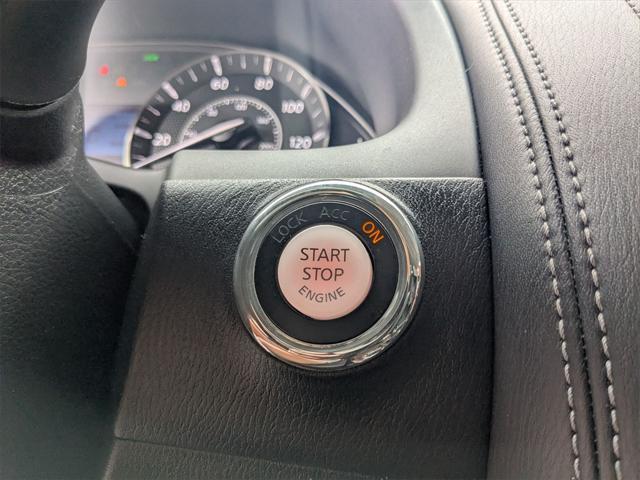 60 80
40 100
20 120
LOCK ACC ON
START
STOP
ENGINE